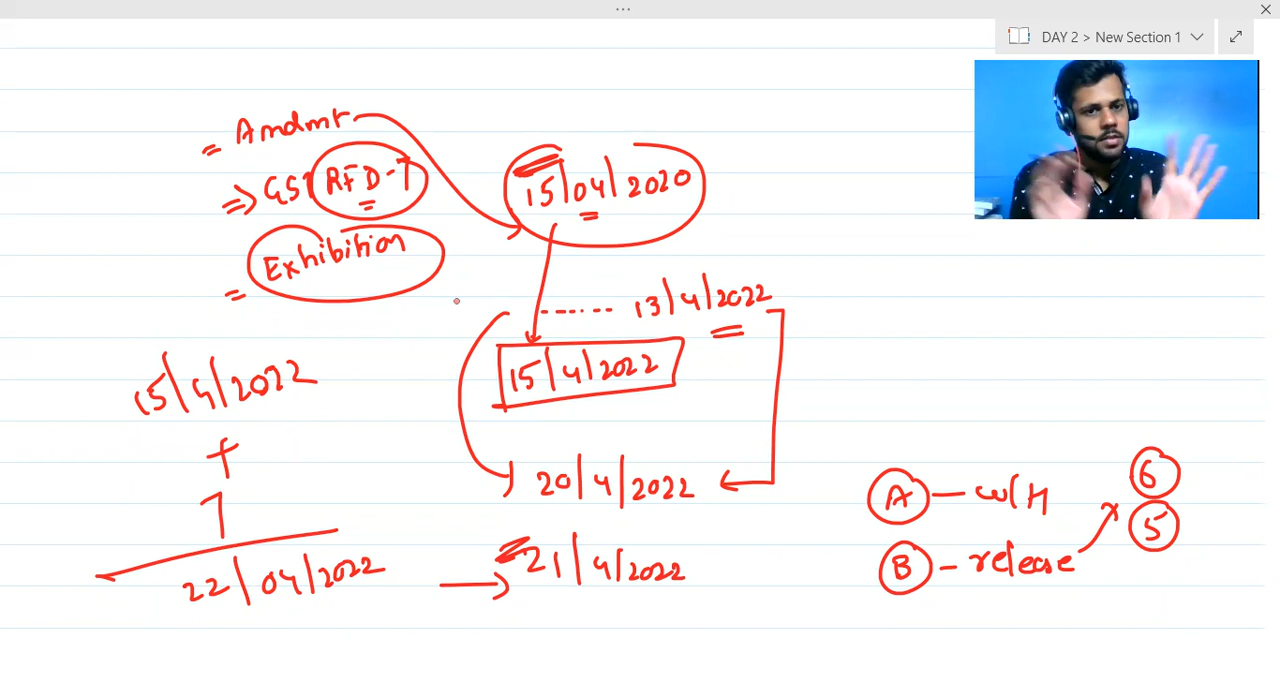 DAY 2 > New Section 1
= Amdmt
=> GST RFD-7
= Exhibition
15/04/2020
...... 13/4/2022
15/4/2022
15/4/2022
+
7
22/04/2022
20/4/2022
21/4/2022
A - w/H
B - release
6
5